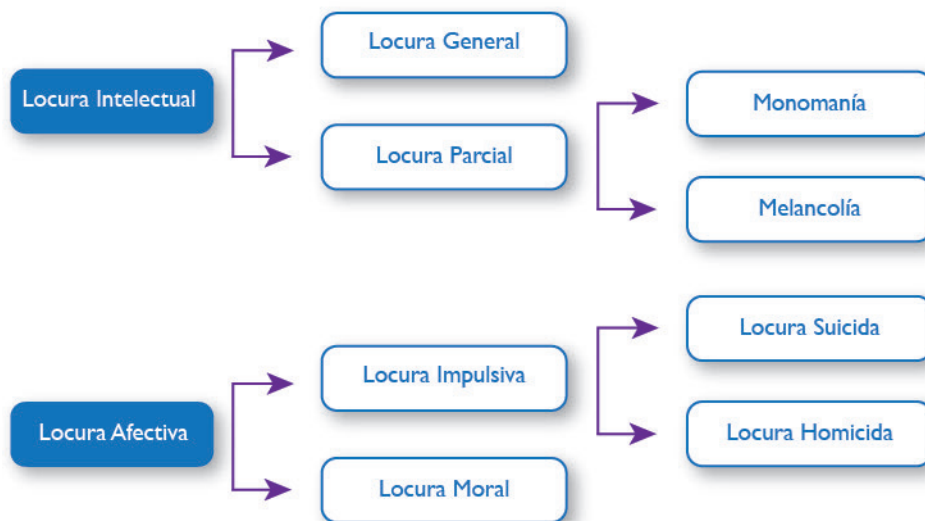 Locura General
Locura Intelectual
Monomanía
Locura Parcial
Melancolía
Locura Suicida
Locura Impulsiva
Locura Afectiva
Locura Homicida
Locura Moral